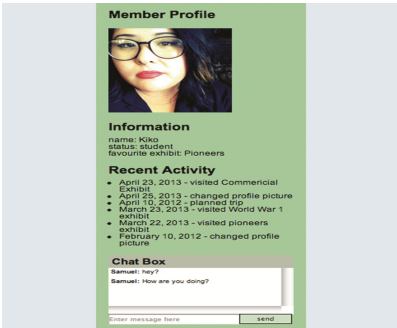 Member Profile
Information
name: Kiko
status: student
favourite exhibit: Pioneers
Recent Activity
April 23, 2013 - visited Commericial
Exhibit
April 25, 2013 - changed profile picture
April 10, 2012 - planned trip
March 23, 2013 - visited World War 1
exhibit
March 22, 2013 - visited pioneers
exhibit
February 10, 2012 - changed profile
picture
Chat Box
Samuel: hey?
Samuel: How are you doing?
Enter message here
send